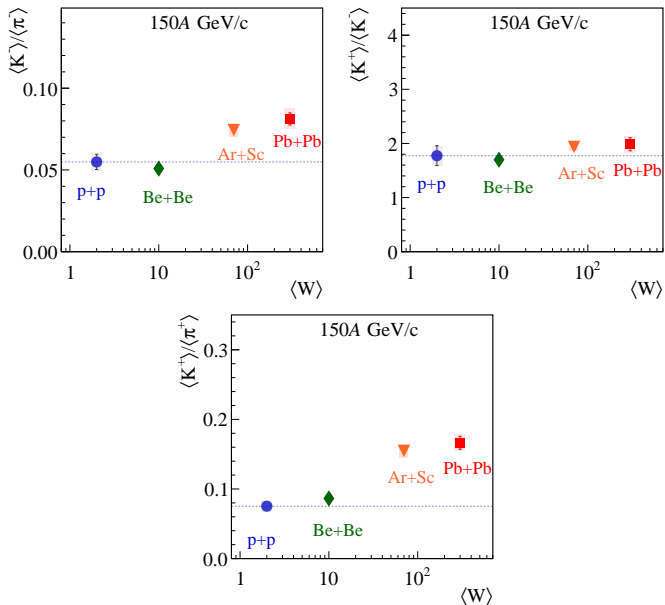 150A GeV/c
⟨K⁻⟩/⟨π⁻⟩
0.10
0.05
0.00
p+p
Be+Be
Ar+Sc
Pb+Pb
1
10
10²
⟨W⟩
150A GeV/c
⟨K⁺⟩/⟨K⁻⟩
4
3
2
1
0
p+p
Be+Be
Ar+Sc
Pb+Pb
1
10
10²
⟨W⟩
150A GeV/c
⟨K⁺⟩/⟨π⁺⟩
0.3
0.2
0.1
0.0
p+p
Be+Be
Ar+Sc
Pb+Pb
1
10
10²
⟨W⟩